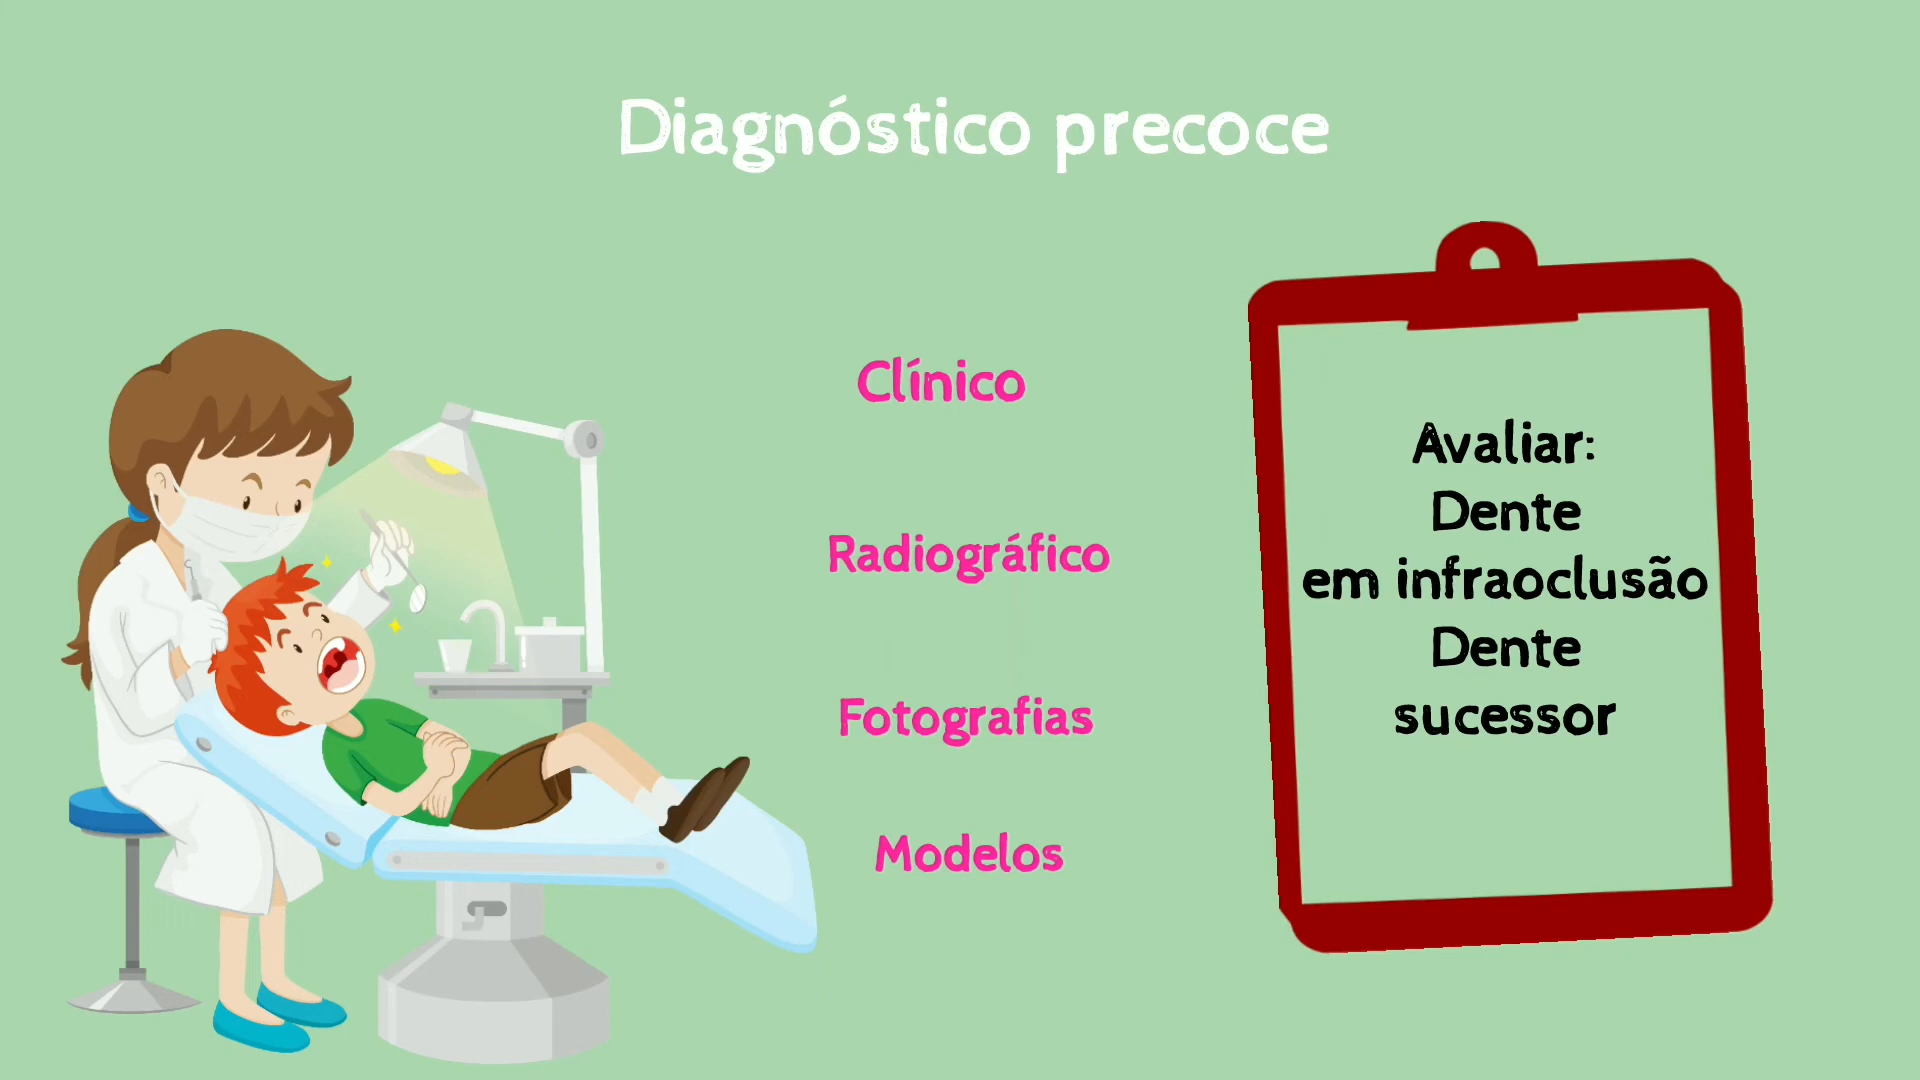 Diagnóstico precoce
Clínico
Radiográfico
Fotografias
Modelos
Avaliar:
Dente
em infraoclusão
Dente
sucessor